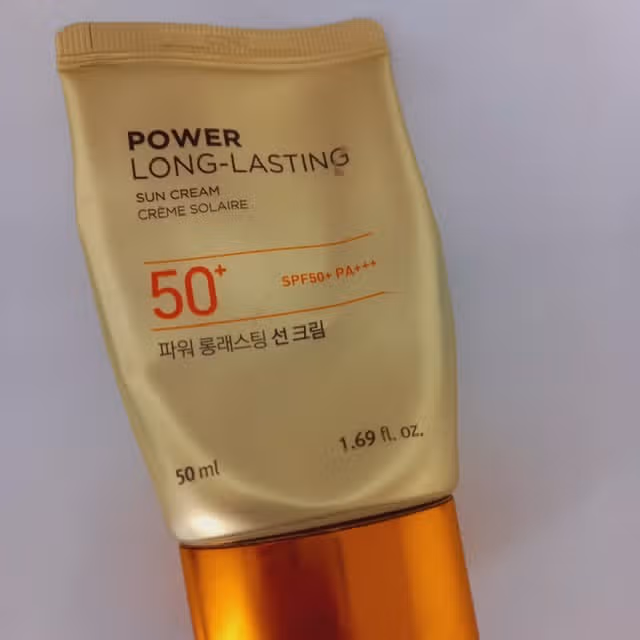 POWER
LONG-LASTING
SUN CREAM
CRÈME SOLAIRE
50+
SPF50+ PA+++
파워 롱래스팅 선 크림
1.69 fl. oz.
50 ml